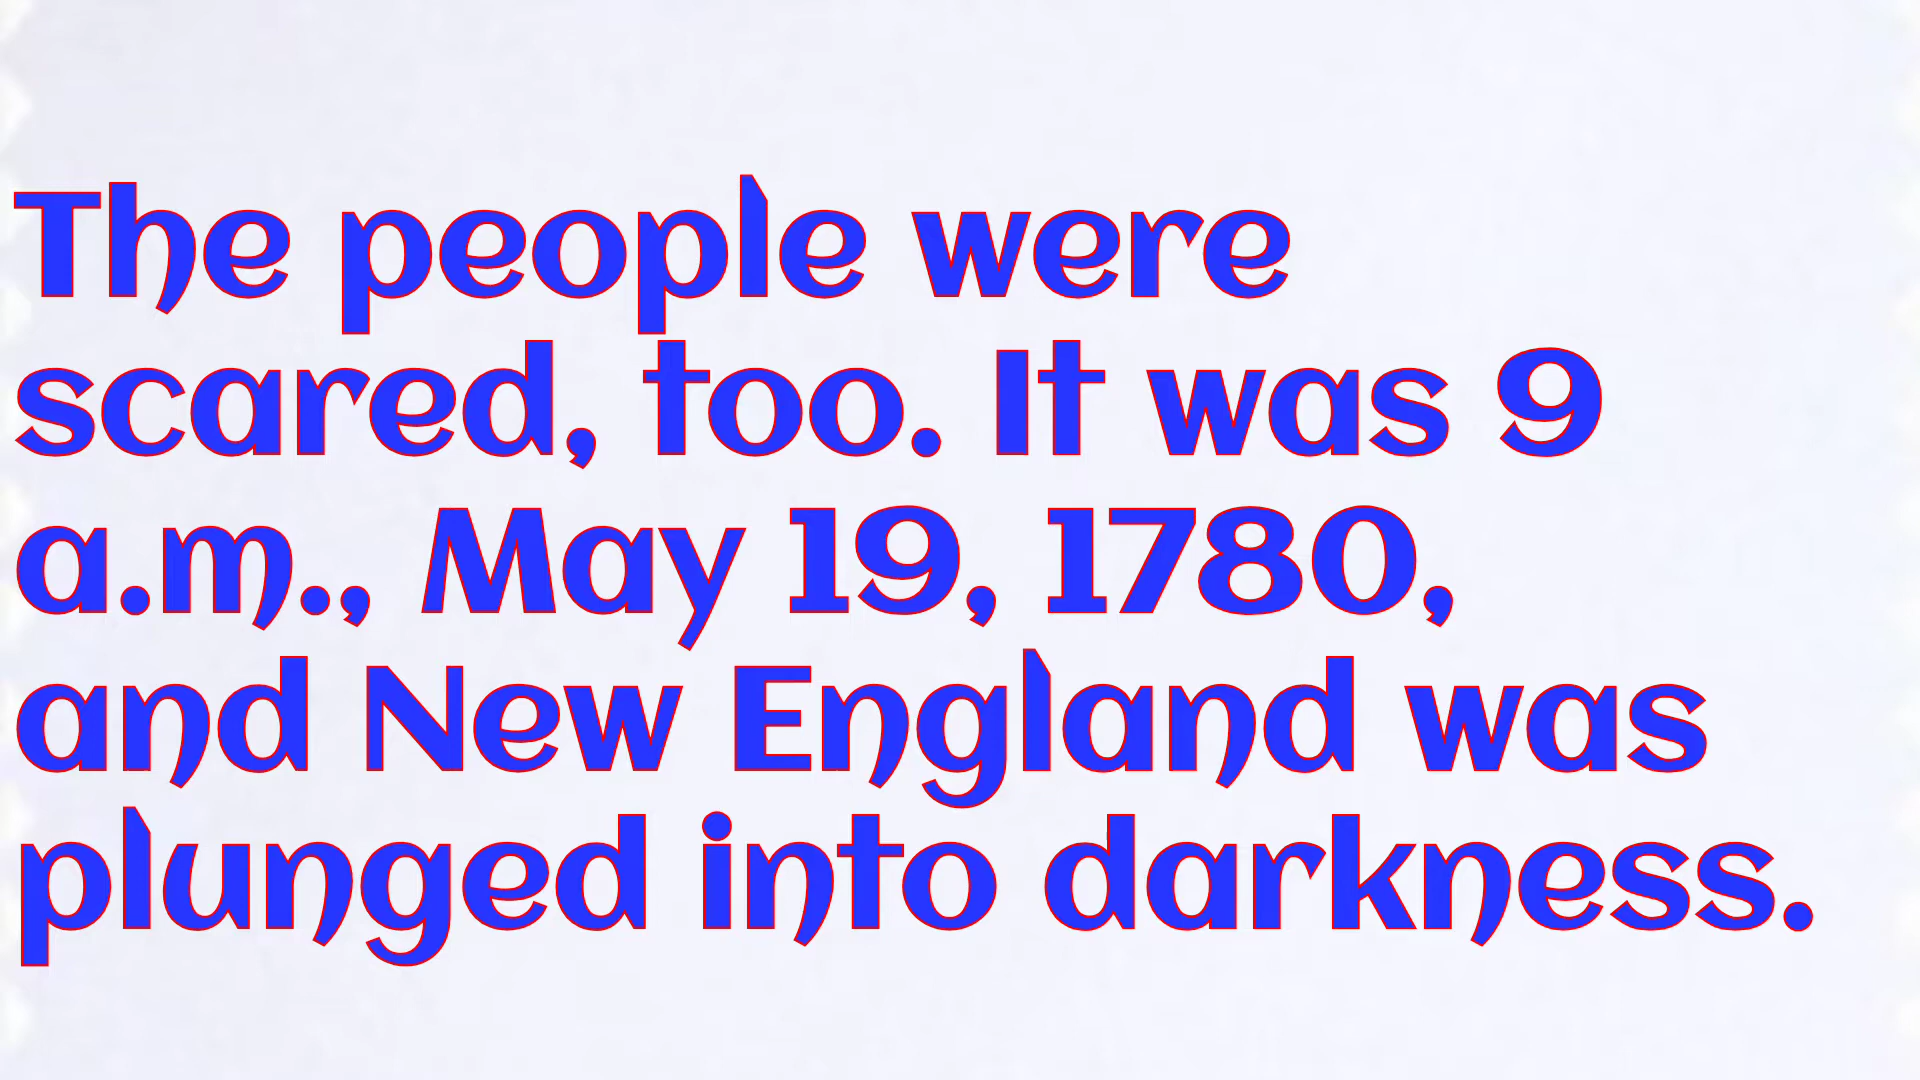 The people were
scared, too. It was 9
a.m., May 19, 1780,
and New England was
plunged into darkness.